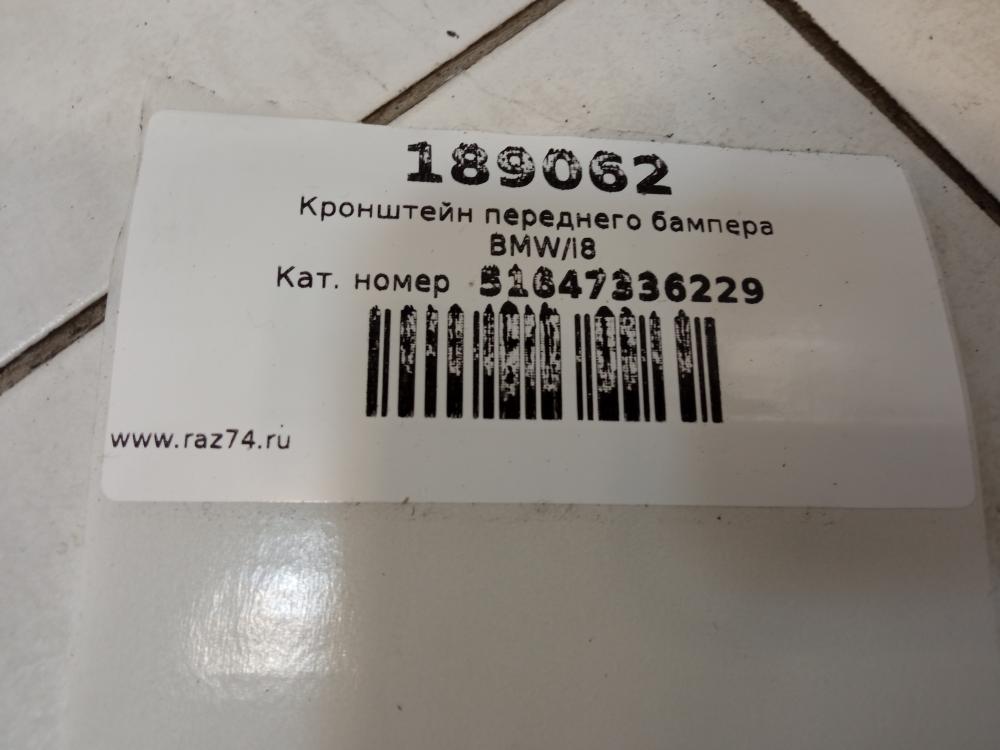 189062
Кронштейн переднего бампера
BMW/i8
Кат. номер 51647336229
www.raz74.ru